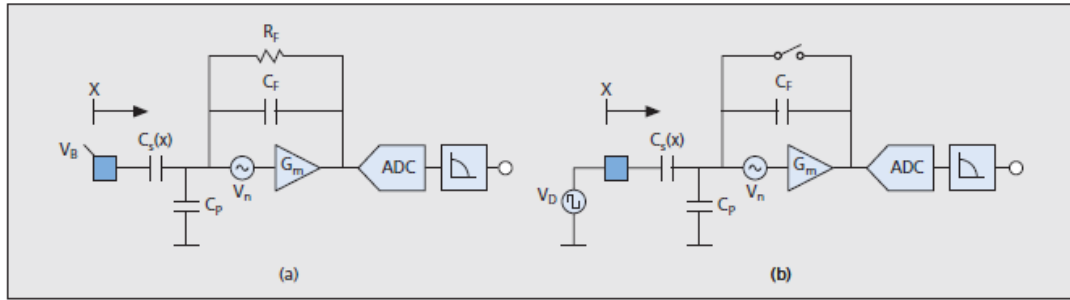 R_F
C_F
C_F
X
X
C_s(x)
C_s(x)
V_B
G_m
ADC
G_m
ADC
V_n
V_n
V_D
C_P
C_P
(a)
(b)